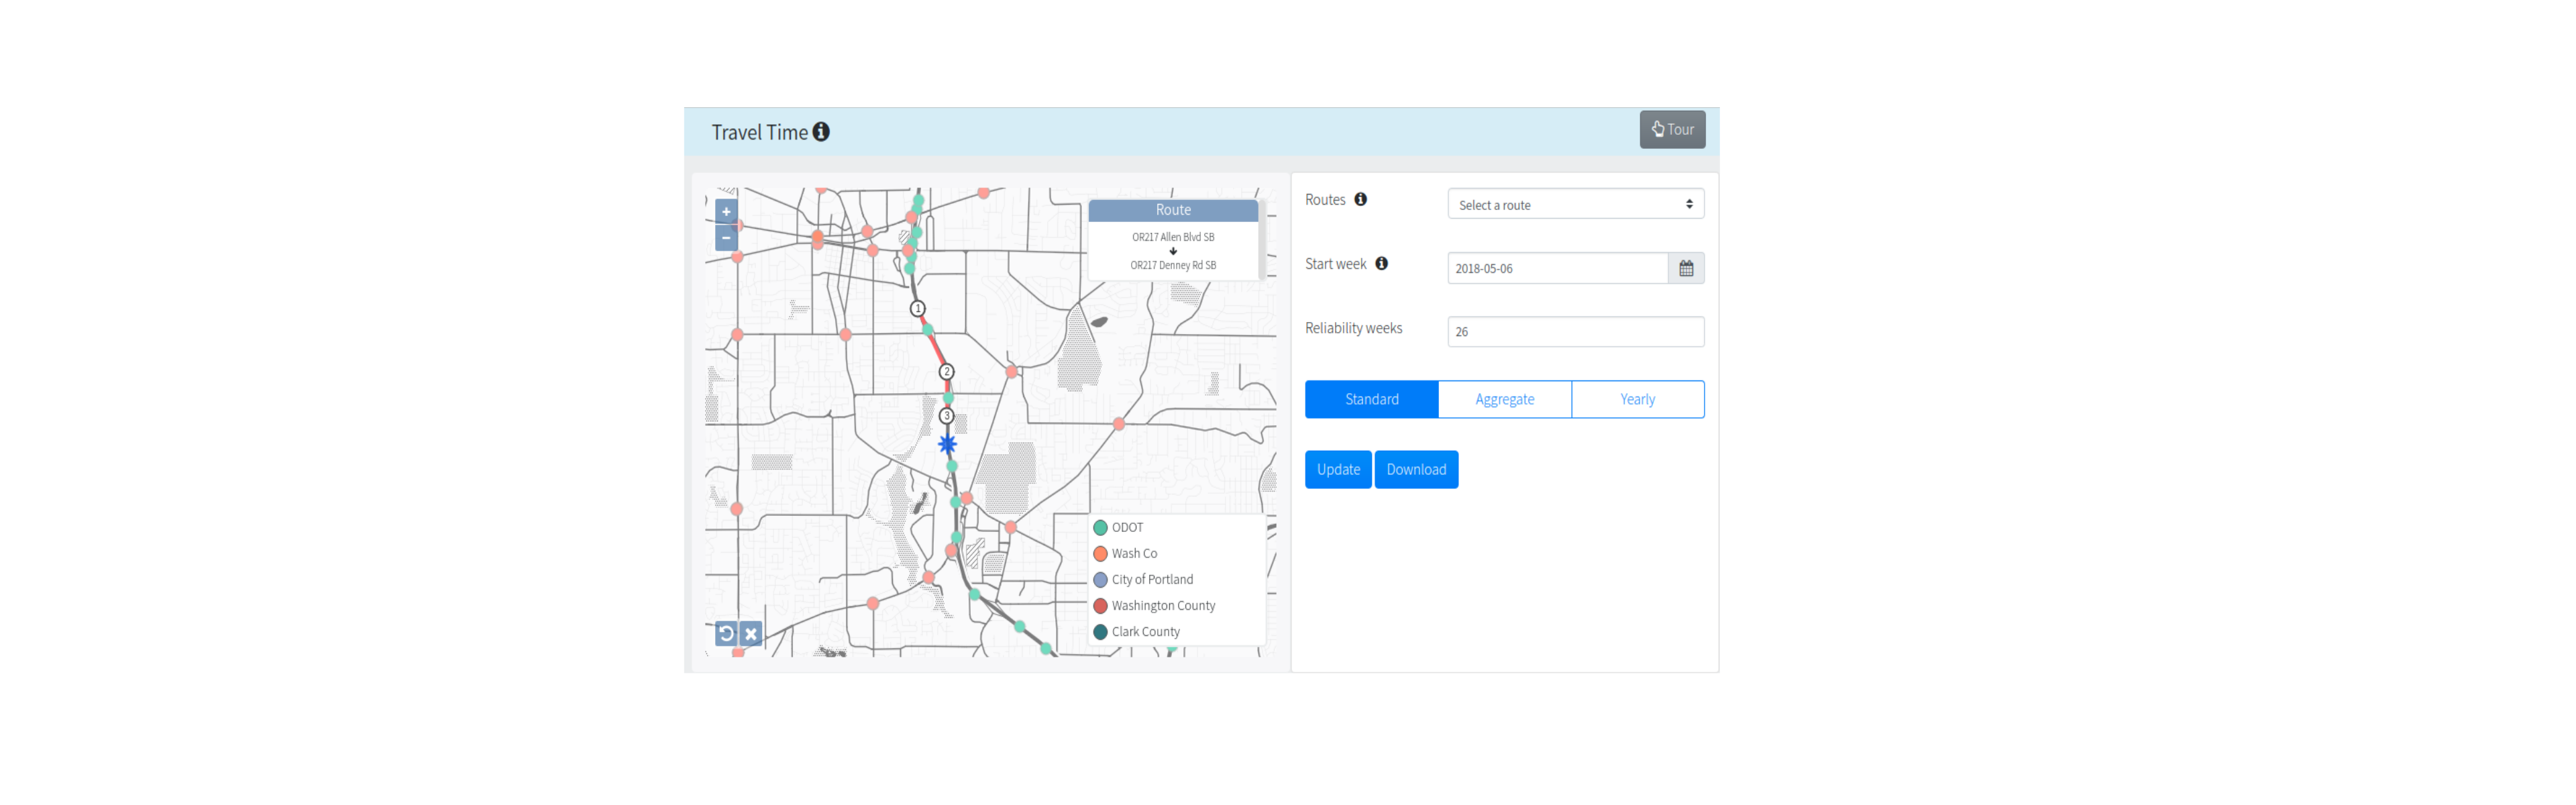 Travel Time
Tour
+
−
Route
OR217 Allen Blvd SB
OR217 Denney Rd SB
1
2
3
ODOT
Wash Co
City of Portland
Washington County
Clark County
Routes
Select a route
Start week
2018-05-06
Reliability weeks
26
Standard Aggregate Yearly
Update Download